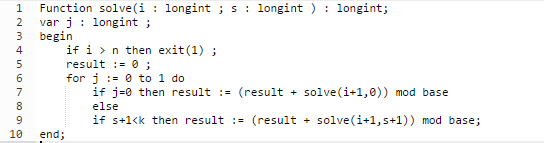 1 Function solve(i : longint ; s : longint ) : longint;
2 var j : longint ;
3 begin
4 if i > n then exit(1) ;
5 result := 0 ;
6 for j := 0 to 1 do
7 if j=0 then result := (result + solve(i+1,0)) mod base
8 else
9 if s+1<k then result := (result + solve(i+1,s+1)) mod base;
10 end;